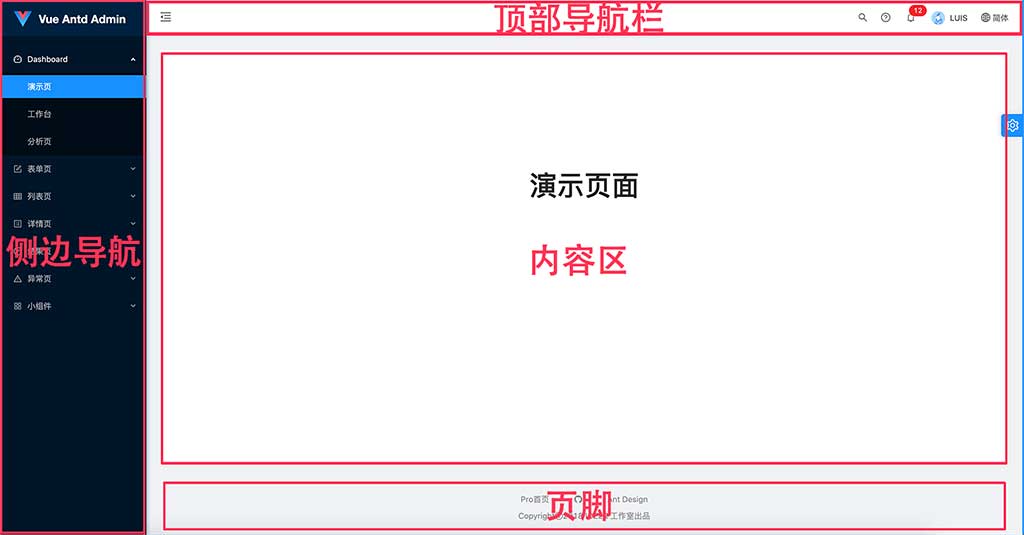 Vue Antd Admin
Dashboard
演示页
工作台
分析页
表单页
列表页
详情页
侧边导航
异常页
小组件
顶部导航栏
12
LUIS
简体
演示页面
内容区
Pro首页
Ant Design
页脚
Copyright
工作室出品